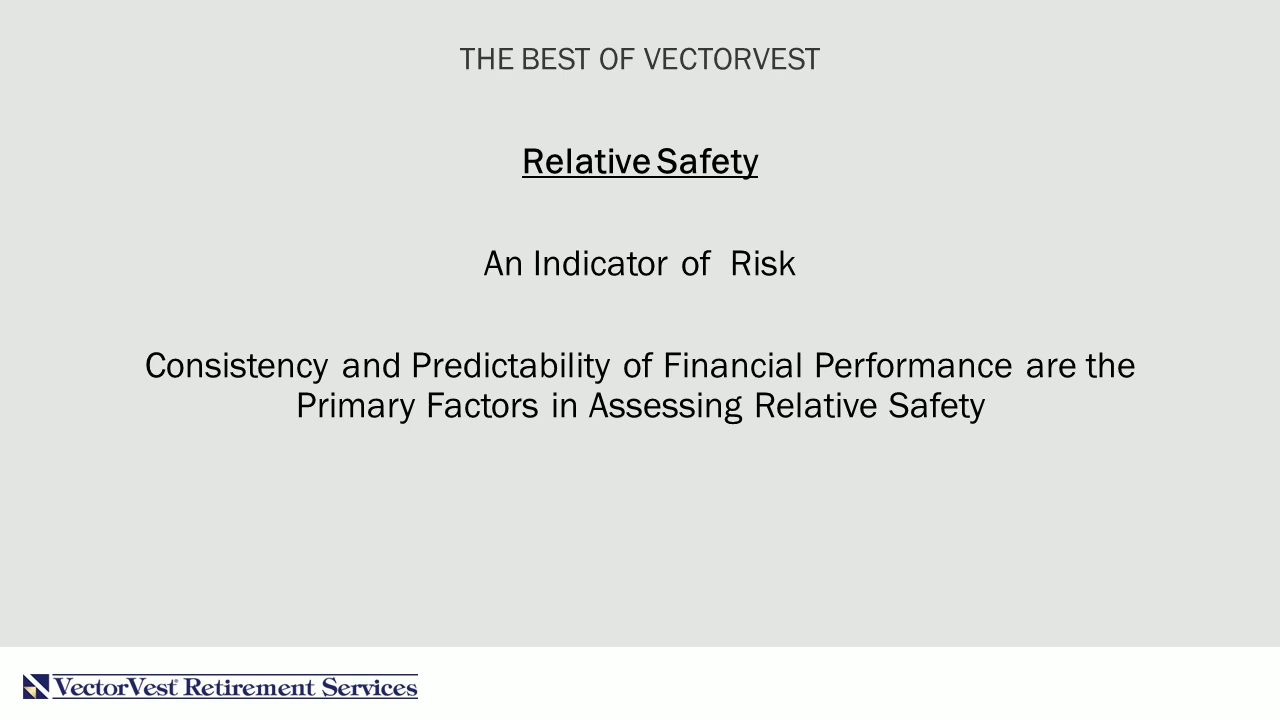 THE BEST OF VECTORVEST
Relative Safety
An Indicator of Risk
Consistency and Predictability of Financial Performance are the
Primary Factors in Assessing Relative Safety
VectorVest® Retirement Services